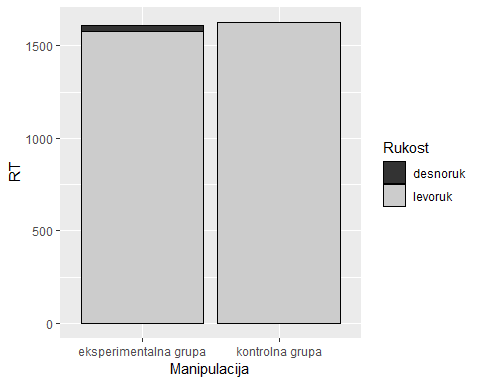 1500
1000
500
0
RT
eksperimentalna grupa
kontrolna grupa
Manipulacija
Rukost
desnoruk
levoruk